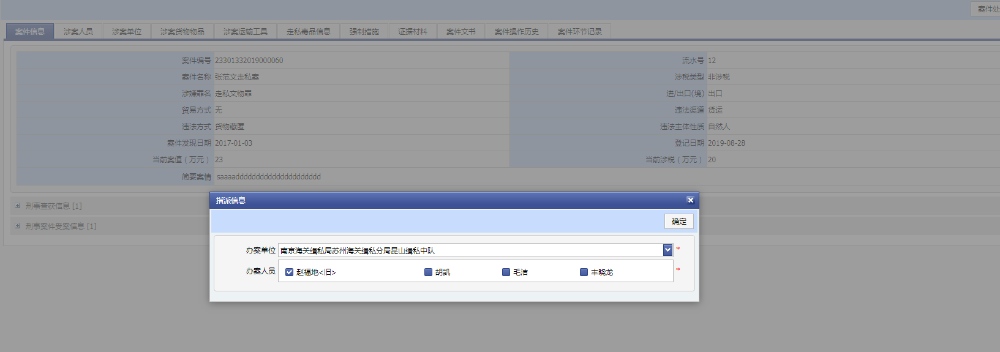 案件处
案件信息 涉案人员 涉案单位 涉案货物物品 涉案运输工具 走私毒品信息 强制措施 证据材料 案件文书 案件操作历史 案件环节记录
案件编号 23301332019000060 流水号 12
案件名称 张范文走私案 涉税类型 非涉税
涉嫌罪名 走私文物罪 进/出口(境) 出口
贸易方式 无 违法渠道 货运
违法方式 货物藏匿 违法主体性质 自然人
案件发现日期 2017-01-03 登记日期 2019-08-28
当前案值（万元） 23 当前涉税（万元） 20
简要案情 saaaaddddddddddddddddddddd
指派信息
刑事查获信息 [1]
确定
刑事案件受案信息 [1]
办案单位 南京海关缉私局苏州海关缉私分局昆山缉私中队 *
办案人员 赵福地<旧> 胡凯 毛洁 丰晓龙 *